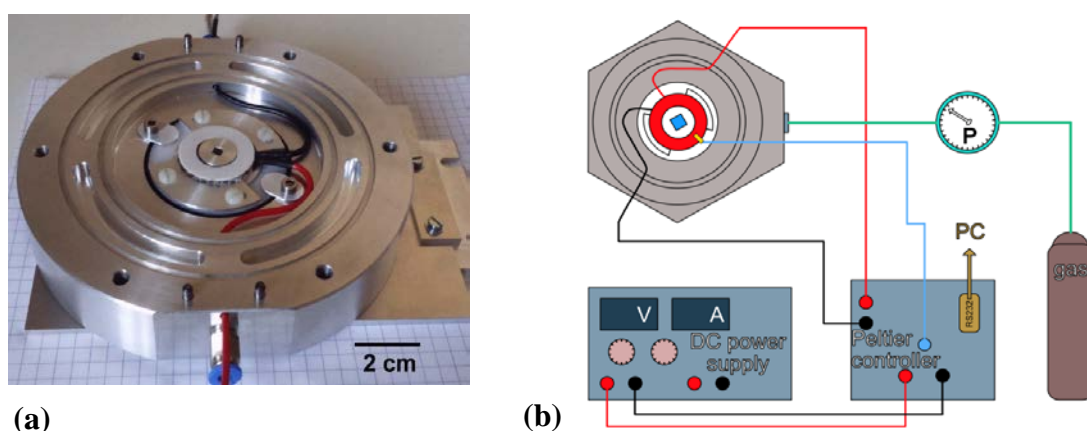 2 cm
(a)
P
PC
gas
RS232
V
A
DC power
supply
Peltier
controller
(b)